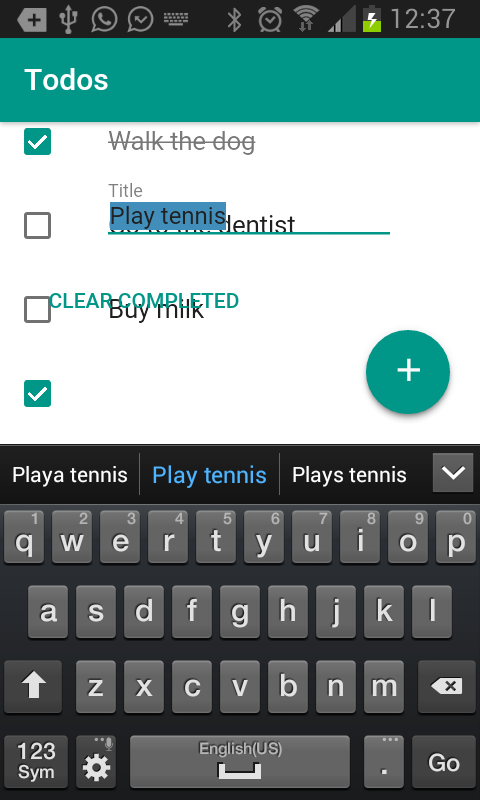 12:37
Todos
Walk the dog
Title
Play tennis
Go to the dentist
CLEAR COMPLETED
Buy milk
+
Playa tennis Play tennis Plays tennis
1 2 3 4 5 6 7 8 9 0
q w e r t y u i o p
a s d f g h j k l
z x c v b n m
123 Sym English(US) . Go